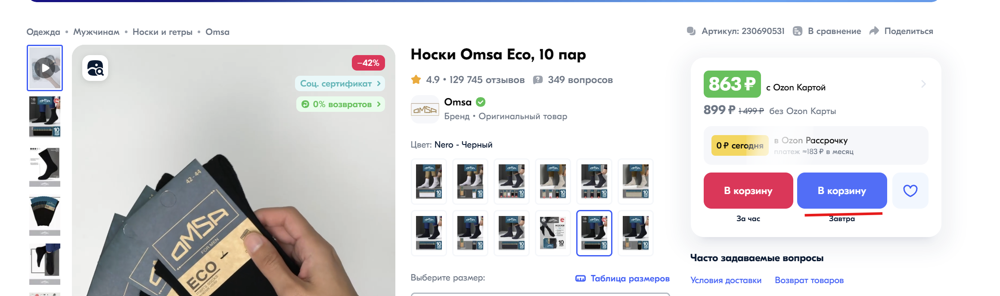 Одежда • Мужчинам • Носки и гетры • Omsa
Артикул: 230690531 В сравнение Поделиться
−42%
Соц. сертификат
0% возвратов
42-44
OMSA
FOR MEN
ECO
men's socks
Носки Omsa Eco, 10 пар
4.9 • 129 745 отзывов 349 вопросов
OMSA
Omsa
Бренд • Оригинальный товар
Цвет: Nero - Черный
Выберите размер: Таблица размеров
863 ₽ с Ozon Картой
899 ₽ 1 499 ₽ без Ozon Карты
0 ₽ сегодня
в Ozon Рассрочку
платеж ≈183 ₽ в месяц
В корзину
За час
В корзину
Завтра
Часто задаваемые вопросы
Условия доставки Возврат товаров